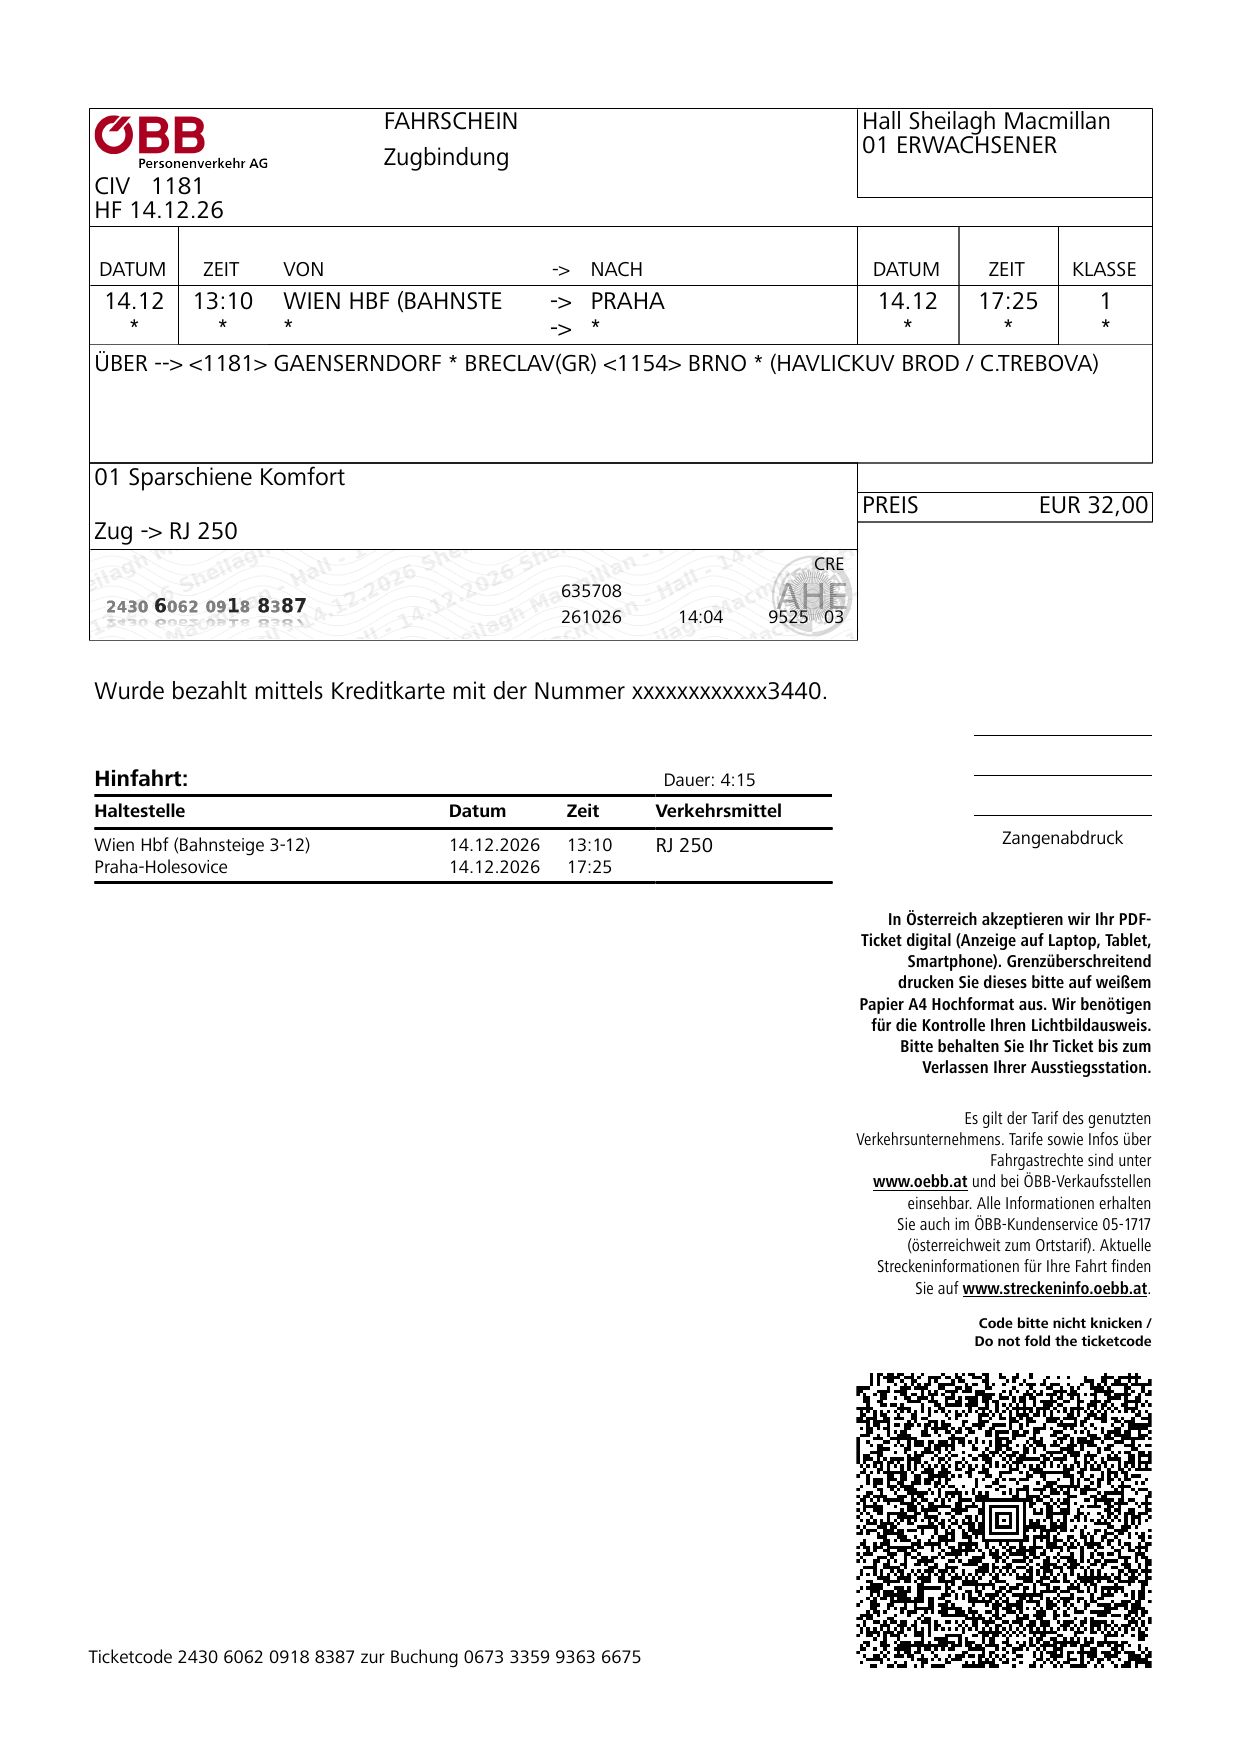 ÖBB
Personenverkehr AG
FAHRSCHEIN
Zugbindung
Hall Sheilagh Macmillan
01 ERWACHSENER
CIV 1181
HF 14.12.26
DATUM ZEIT VON -> NACH DATUM ZEIT KLASSE
14.12 13:10 WIEN HBF (BAHNSTE -> PRAHA 14.12 17:25 1
* * * -> * * * *
ÜBER --> <1181> GAENSERNDORF * BRECLAV(GR) <1154> BRNO * (HAVLICKUV BROD / C.TREBOVA)
01 Sparschiene Komfort
Zug -> RJ 250
PREIS EUR 32,00
CRE
AHE
635708
2430 6062 0918 8387
261026 14:04 9525 03
Wurde bezahlt mittels Kreditkarte mit der Nummer xxxxxxxxxxxx3440.
Hinfahrt: Dauer: 4:15
Haltestelle Datum Zeit Verkehrsmittel
Wien Hbf (Bahnsteige 3-12) 14.12.2026 13:10 RJ 250
Praha-Holesovice 14.12.2026 17:25
Zangenabdruck
In Österreich akzeptieren wir Ihr PDF-
Ticket digital (Anzeige auf Laptop, Tablet,
Smartphone). Grenzüberschreitend
drucken Sie dieses bitte auf weißem
Papier A4 Hochformat aus. Wir benötigen
für die Kontrolle Ihren Lichtbildausweis.
Bitte behalten Sie Ihr Ticket bis zum
Verlassen Ihrer Ausstiegsstation.
Es gilt der Tarif des genutzten
Verkehrsunternehmens. Tarife sowie Infos über
Fahrgastrechte sind unter
www.oebb.at und bei ÖBB-Verkaufsstellen
einsehbar. Alle Informationen erhalten
Sie auch im ÖBB-Kundenservice 05-1717
(österreichweit zum Ortstarif). Aktuelle
Streckeninformationen für Ihre Fahrt finden
Sie auf www.streckeninfo.oebb.at.
Code bitte nicht knicken /
Do not fold the ticketcode
Ticketcode 2430 6062 0918 8387 zur Buchung 0673 3359 9363 6675